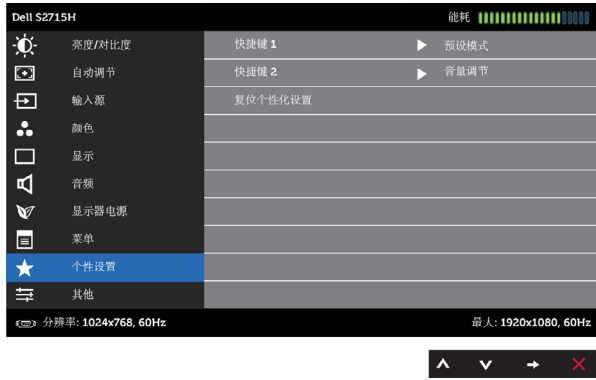 Dell S2715H 能耗
亮度/对比度 快捷键 1 预设模式
自动调节 快捷键 2 音量调节
输入源 复位个性化设置
颜色
显示
音频
显示器电源
菜单
个性设置
其他
分辨率: 1024x768, 60Hz 最大: 1920x1080, 60Hz